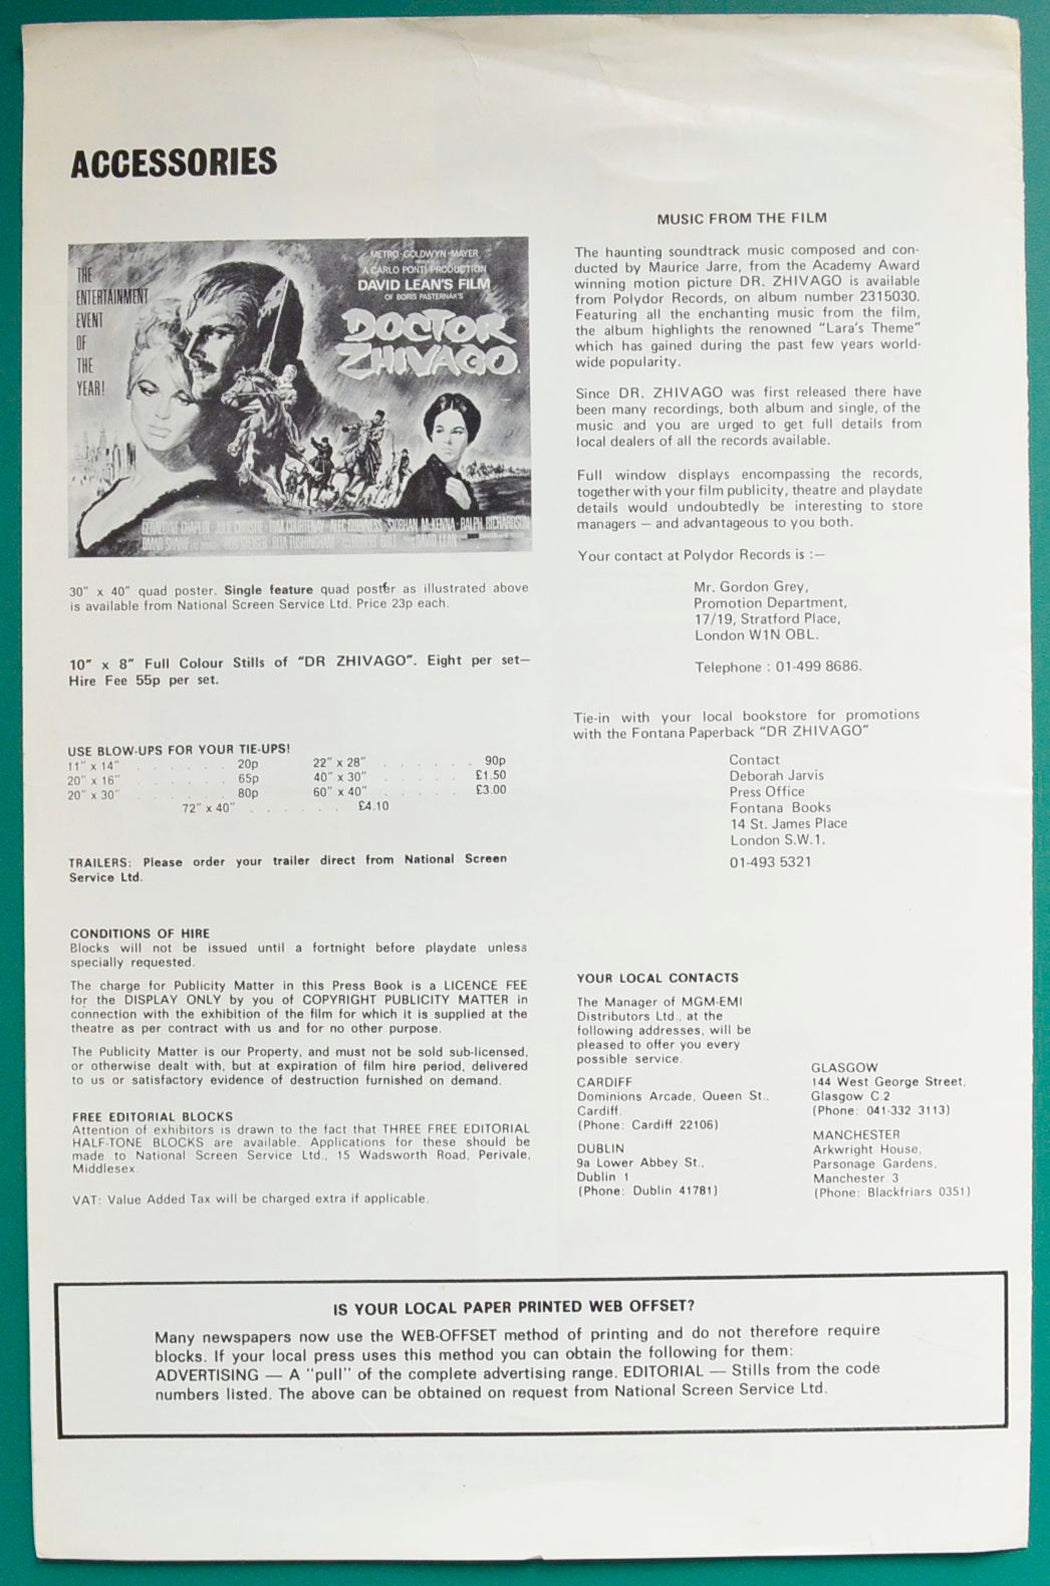 ACCESSORIES
THE
ENTERTAINMENT
EVENT
OF
THE
YEAR!
METRO-GOLDWYN-MAYER
A CARLO PONTI PRODUCTION
DAVID LEAN'S FILM
OF BORIS PASTERNAK'S
DOCTOR
ZHIVAGO
GERALDINE CHAPLIN · JULIE CHRISTIE · TOM COURTENAY · ALEC GUINNESS · SIOBHAN McKENNA · RALPH RICHARDSON
OMAR SHARIF ROD STEIGER · RITA TUSHINGHAM ROBERT BOLT DAVID LEAN
30" x 40" quad poster. Single feature quad poster as illustrated above
is available from National Screen Service Ltd. Price 23p each.
10" x 8" Full Colour Stills of "DR ZHIVAGO". Eight per set—
Hire Fee 55p per set.
USE BLOW-UPS FOR YOUR TIE-UPS!
11" x 14" . . . . . . 20p 22" x 28" . . . . . . 90p
20" x 16" . . . . . . 65p 40" x 30" . . . . . £1.50
20" x 30" . . . . . . 80p 60" x 40" . . . . . £3.00
72" x 40" . . . . . £4.10
TRAILERS: Please order your trailer direct from National Screen
Service Ltd.
CONDITIONS OF HIRE
Blocks will not be issued until a fortnight before playdate unless
specially requested.
The charge for Publicity Matter in this Press Book is a LICENCE FEE
for the DISPLAY ONLY by you of COPYRIGHT PUBLICITY MATTER in
connection with the exhibition of the film for which it is supplied at the
theatre as per contract with us and for no other purpose.
The Publicity Matter is our Property, and must not be sold sub-licensed,
or otherwise dealt with, but at expiration of film hire period, delivered
to us or satisfactory evidence of destruction furnished on demand.
FREE EDITORIAL BLOCKS
Attention of exhibitors is drawn to the fact that THREE FREE EDITORIAL
HALF-TONE BLOCKS are available. Applications for these should be
made to National Screen Service Ltd., 15 Wadsworth Road, Perivale,
Middlesex.
VAT: Value Added Tax will be charged extra if applicable.
MUSIC FROM THE FILM
The haunting soundtrack music composed and con-
ducted by Maurice Jarre, from the Academy Award
winning motion picture DR. ZHIVAGO is available
from Polydor Records, on album number 2315030.
Featuring all the enchanting music from the film,
the album highlights the renowned "Lara's Theme"
which has gained during the past few years world-
wide popularity.
Since DR. ZHIVAGO was first released there have
been many recordings, both album and single, of the
music and you are urged to get full details from
local dealers of all the records available.
Full window displays encompassing the records,
together with your film publicity, theatre and playdate
details would undoubtedly be interesting to store
managers — and advantageous to you both.
Your contact at Polydor Records is :—
Mr. Gordon Grey,
Promotion Department,
17/19, Stratford Place,
London W1N OBL.
Telephone : 01-499 8686.
Tie-in with your local bookstore for promotions
with the Fontana Paperback "DR ZHIVAGO"
Contact
Deborah Jarvis
Press Office
Fontana Books
14 St. James Place
London S.W.1.
01-493 5321
YOUR LOCAL CONTACTS
The Manager of MGM-EMI
Distributors Ltd., at the
following addresses, will be
pleased to offer you every
possible service.
CARDIFF
Dominions Arcade, Queen St.,
Cardiff.
(Phone: Cardiff 22106)
DUBLIN
9a Lower Abbey St.,
Dublin 1
(Phone: Dublin 41781)
GLASGOW
144 West George Street,
Glasgow C.2
(Phone: 041-332 3113)
MANCHESTER
Arkwright House,
Parsonage Gardens,
Manchester 3
(Phone: Blackfriars 0351)
IS YOUR LOCAL PAPER PRINTED WEB OFFSET?
Many newspapers now use the WEB-OFFSET method of printing and do not therefore require
blocks. If your local press uses this method you can obtain the following for them:
ADVERTISING — A "pull" of the complete advertising range. EDITORIAL — Stills from the code
numbers listed. The above can be obtained on request from National Screen Service Ltd.